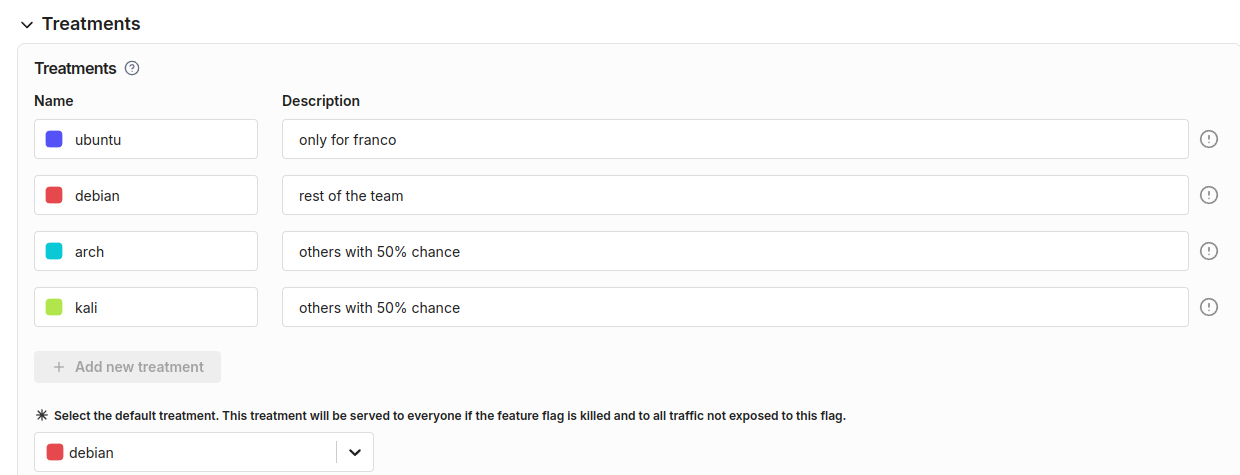 Treatments
Treatments
Name Description
ubuntu only for franco
debian rest of the team
arch others with 50% chance
kali others with 50% chance
+ Add new treatment
Select the default treatment. This treatment will be served to everyone if the feature flag is killed and to all traffic not exposed to this flag.
debian